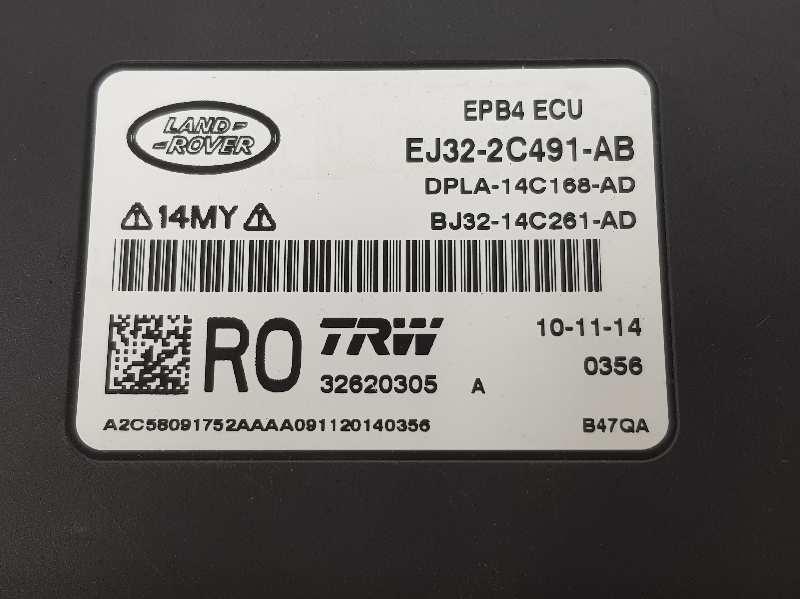 LAND-
-ROVER
EPB4 ECU
EJ32-2C491-AB
DPLA-14C168-AD
⚠14MY⚠
BJ32-14C261-AD
RO
TRW
10-11-14
32620305 A
0356
A2C58091752AAAA091120140356
B47QA